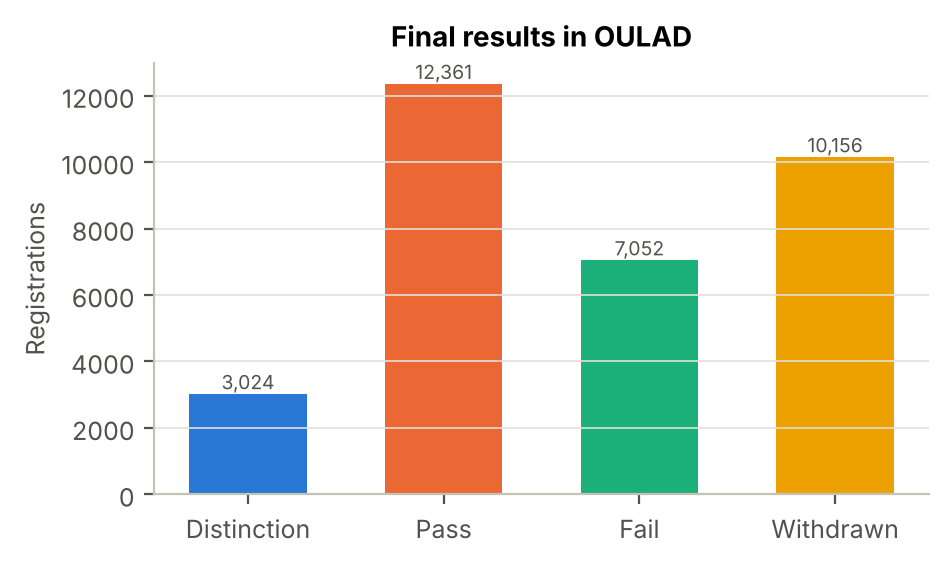 Final results in OULAD
Registrations
12000
10000
8000
6000
4000
2000
0
3,024
12,361
7,052
10,156
Distinction
Pass
Fail
Withdrawn